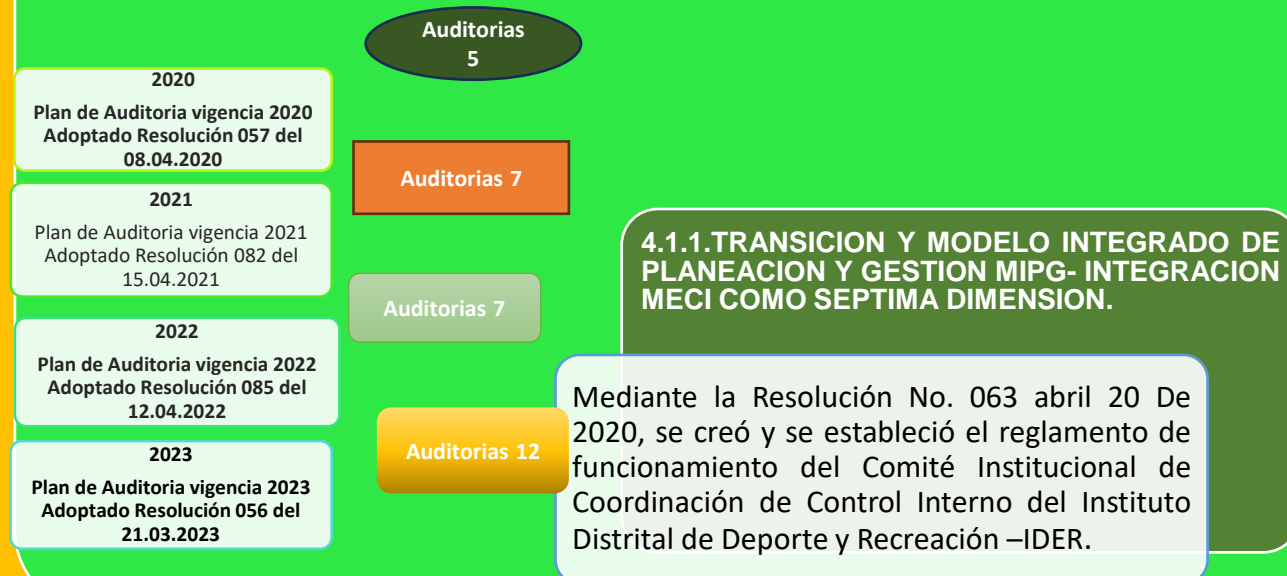 Auditorias
5
2020
Plan de Auditoria vigencia 2020
Adoptado Resolución 057 del
08.04.2020
Auditorias 7
2021
Plan de Auditoria vigencia 2021
Adoptado Resolución 082 del
15.04.2021
Auditorias 7
2022
Plan de Auditoria vigencia 2022
Adoptado Resolución 085 del
12.04.2022
Auditorias 12
2023
Plan de Auditoria vigencia 2023
Adoptado Resolución 056 del
21.03.2023
4.1.1.TRANSICION Y MODELO INTEGRADO DE
PLANEACION Y GESTION MIPG- INTEGRACION
MECI COMO SEPTIMA DIMENSION.
Mediante la Resolución No. 063 abril 20 De
2020, se creó y se estableció el reglamento de
funcionamiento del Comité Institucional de
Coordinación de Control Interno del Instituto
Distrital de Deporte y Recreación –IDER.